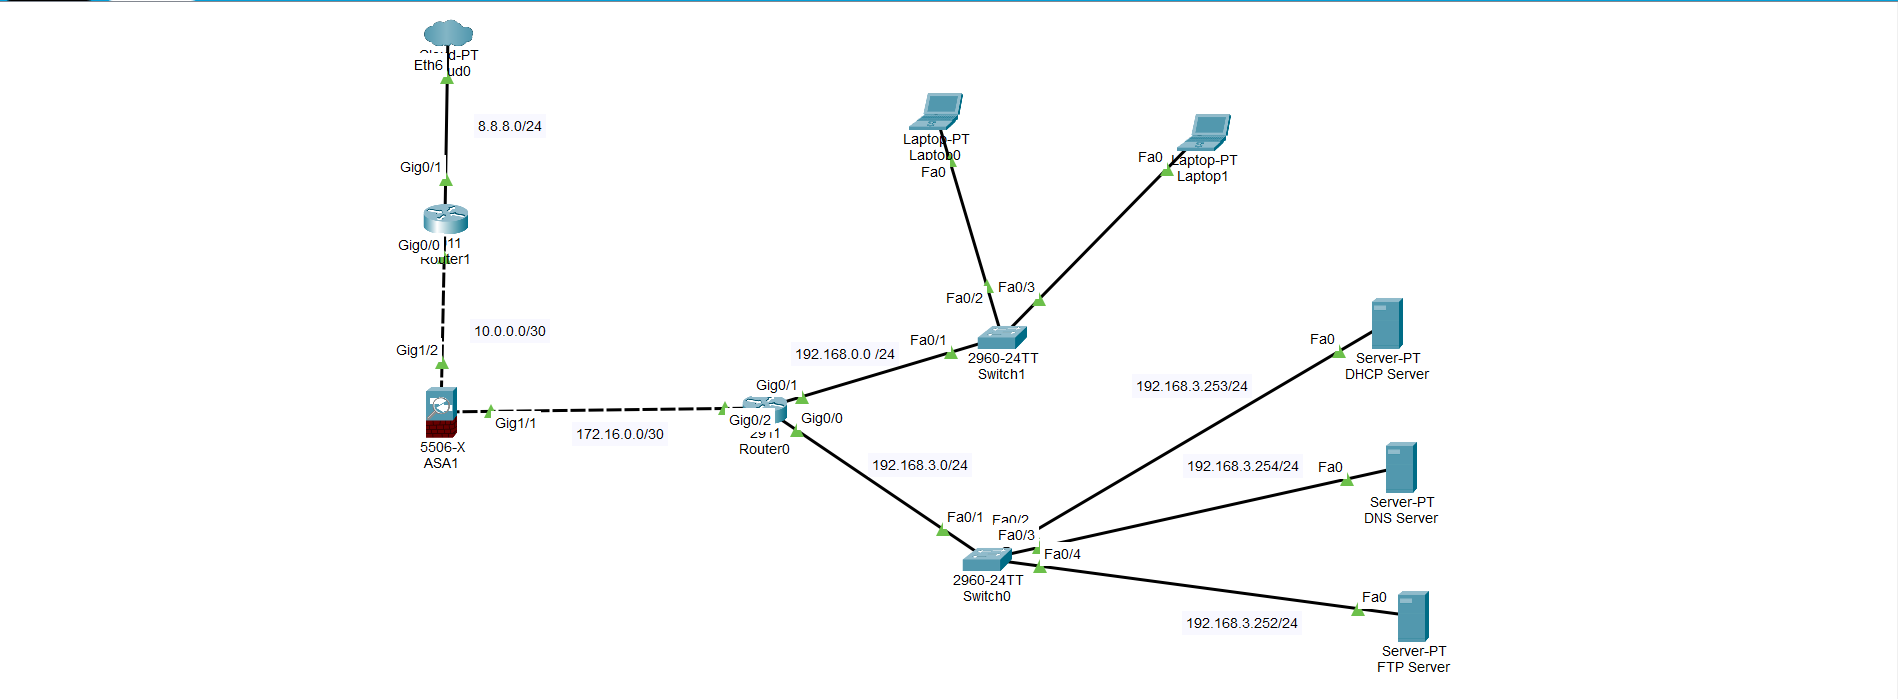 Eth6
d-PT
ud0
8.8.8.0/24
Gig0/1
Gig0/0
11
Router1
10.0.0.0/30
Gig1/2
5506-X
ASA1
Gig1/1
172.16.0.0/30
Gig0/1
Gig0/2
Gig0/0
2911
Router0
192.168.0.0 /24
Laptop-PT
Laptop0
Fa0
Fa0
Laptop-PT
Laptop1
Fa0/2
Fa0/3
Fa0/1
2960-24TT
Switch1
192.168.3.0/24
Fa0/1
Fa0/2
Fa0/3
Fa0/4
2960-24TT
Switch0
192.168.3.253/24
Fa0
Server-PT
DHCP Server
192.168.3.254/24
Fa0
Server-PT
DNS Server
192.168.3.252/24
Fa0
Server-PT
FTP Server